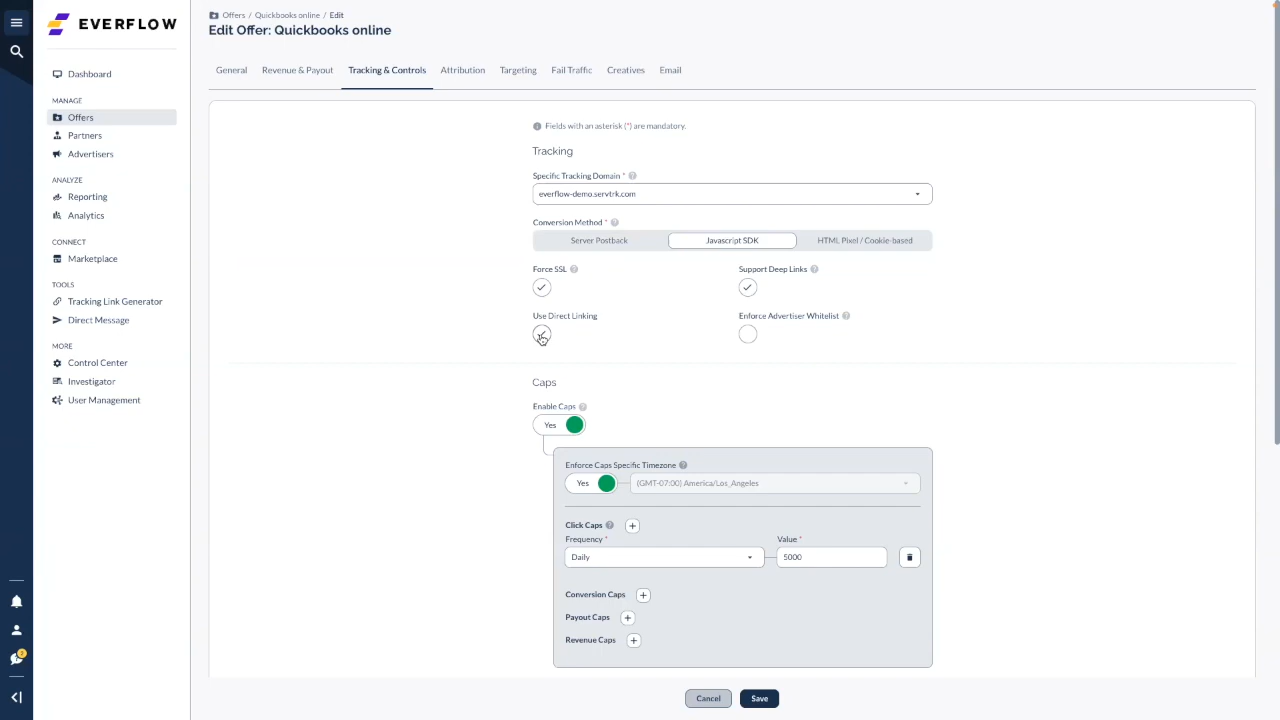 EVERFLOW
Dashboard
MANAGE
Offers
Partners
Advertisers
ANALYZE
Reporting
Analytics
CONNECT
Marketplace
TOOLS
Tracking Link Generator
Direct Message
MORE
Control Center
Investigator
User Management
Offers / Quickbooks online / Edit
Edit Offer: Quickbooks online
General Revenue & Payout Tracking & Controls Attribution Targeting Fail Traffic Creatives Email
Fields with an asterisk (*) are mandatory.
Tracking
Specific Tracking Domain *
everflow-demo.servtrk.com
Conversion Method *
Server Postback Javascript SDK HTML Pixel / Cookie-based
Force SSL Support Deep Links
Use Direct Linking Enforce Advertiser Whitelist
Caps
Enable Caps
Yes
Enforce Caps Specific Timezone
Yes (GMT-07:00) America/Los_Angeles
Click Caps
Frequency * Value *
Daily 5000
Conversion Caps
Payout Caps
Revenue Caps
Cancel Save